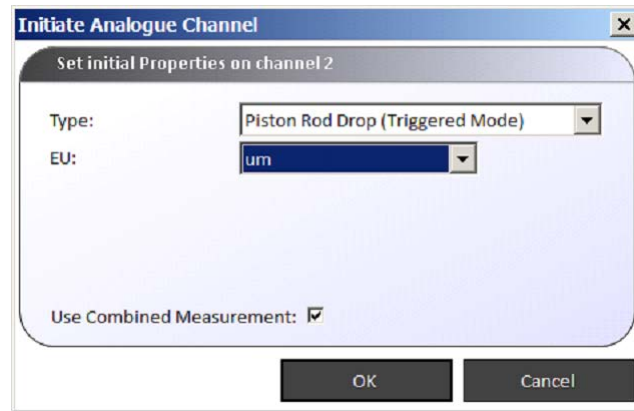 Initiate Analogue Channel
Set initial Properties on channel 2
Type: Piston Rod Drop (Triggered Mode)
EU: um
Use Combined Measurement:
OK Cancel